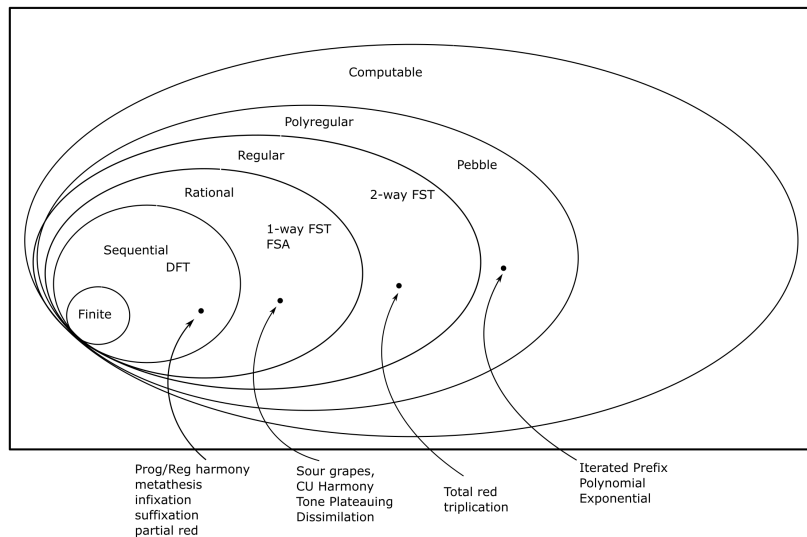 Computable
Polyregular
Regular
Pebble
Rational
2-way FST
1-way FST
FSA
Sequential
DFT
Finite
Prog/Reg harmony
metathesis
infixation
suffixation
partial red
Sour grapes,
CU Harmony
Tone Plateauing
Dissimilation
Total red
triplication
Iterated Prefix
Polynomial
Exponential